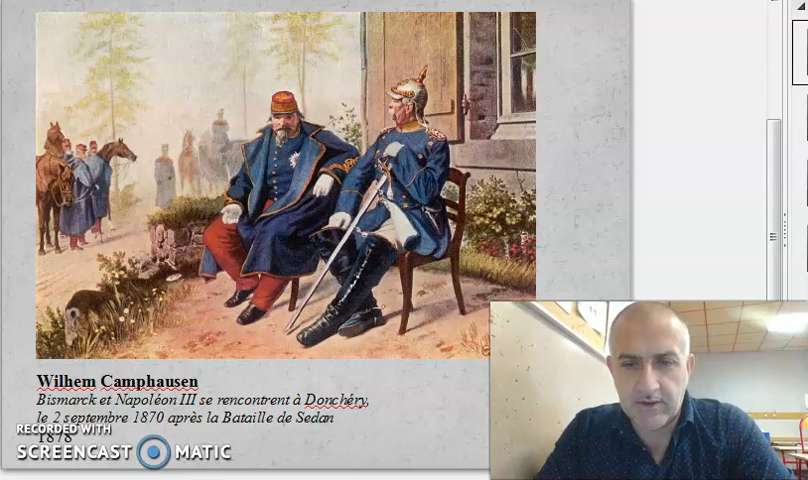 Wilhem Camphausen
Bismarck et Napoléon III se rencontrent à Donchéry,
le 2 septembre 1870 après la Bataille de Sedan
1878
RECORDED WITH
SCREENCAST MATIC